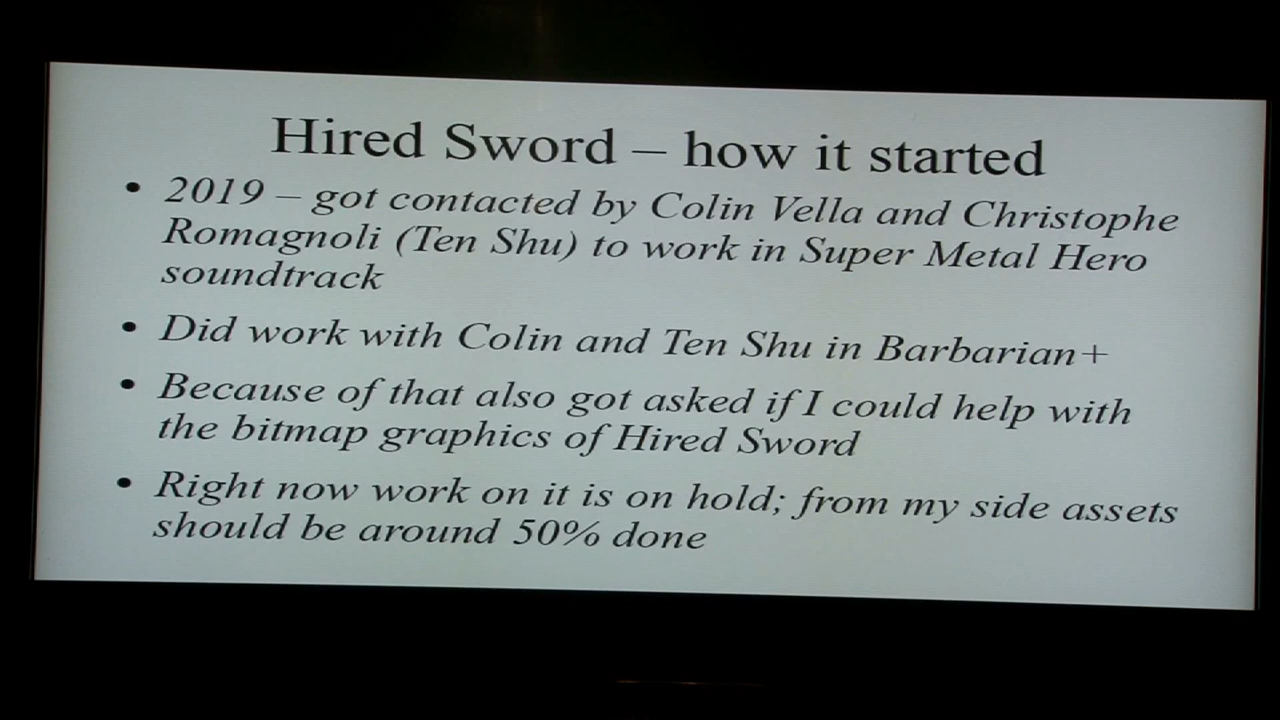 Hired Sword – how it started
• 2019 – got contacted by Colin Vella and Christophe
Romagnoli (Ten Shu) to work in Super Metal Hero
soundtrack
• Did work with Colin and Ten Shu in Barbarian+
• Because of that also got asked if I could help with
the bitmap graphics of Hired Sword
• Right now work on it is on hold; from my side assets
should be around 50% done